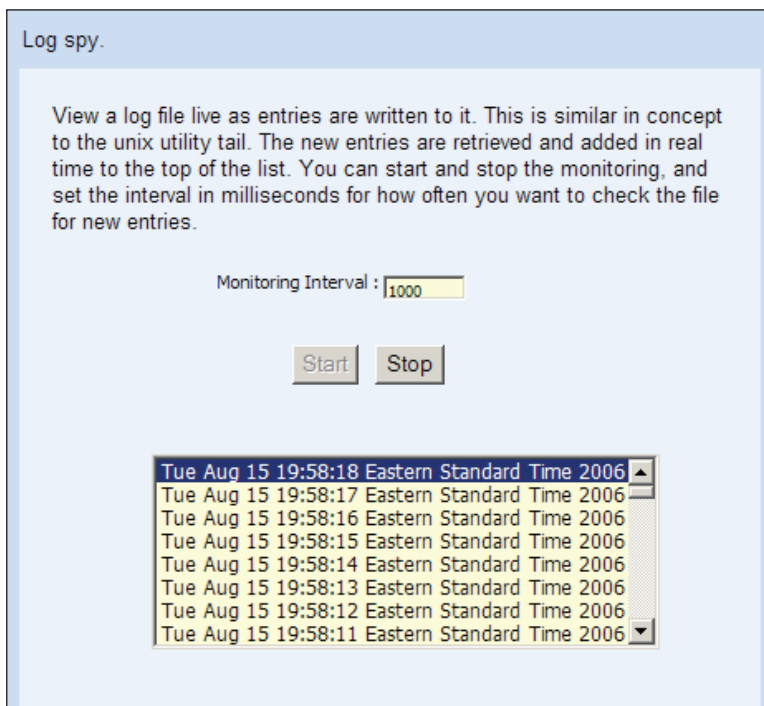 Log spy.
View a log file live as entries are written to it. This is similar in concept
to the unix utility tail. The new entries are retrieved and added in real
time to the top of the list. You can start and stop the monitoring, and
set the interval in milliseconds for how often you want to check the file
for new entries.
Monitoring Interval : 1000
Start Stop
Tue Aug 15 19:58:18 Eastern Standard Time 2006
Tue Aug 15 19:58:17 Eastern Standard Time 2006
Tue Aug 15 19:58:16 Eastern Standard Time 2006
Tue Aug 15 19:58:15 Eastern Standard Time 2006
Tue Aug 15 19:58:14 Eastern Standard Time 2006
Tue Aug 15 19:58:13 Eastern Standard Time 2006
Tue Aug 15 19:58:12 Eastern Standard Time 2006
Tue Aug 15 19:58:11 Eastern Standard Time 2006